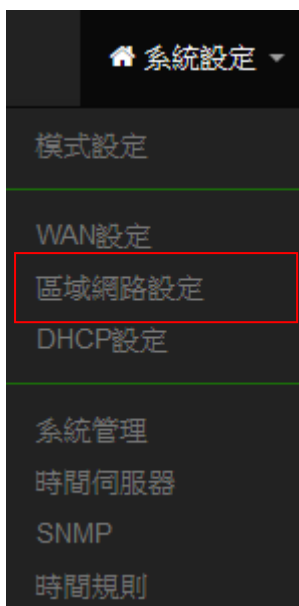 系統設定
模式設定
WAN設定
區域網路設定
DHCP設定
系統管理
時間伺服器
SNMP
時間規則